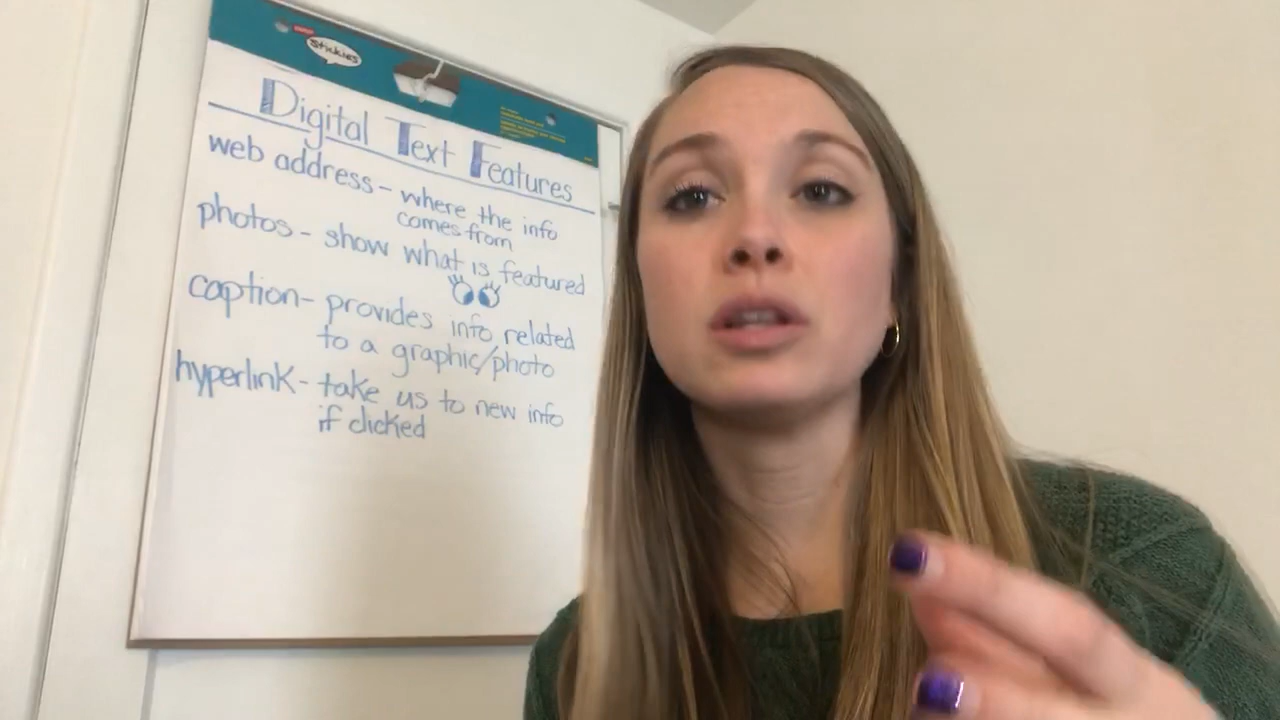 Stickies
Digital Text Features
web address - where the info
comes from
photos - show what is featured
caption - provides info related
to a graphic/photo
hyperlink - take us to new info
if clicked